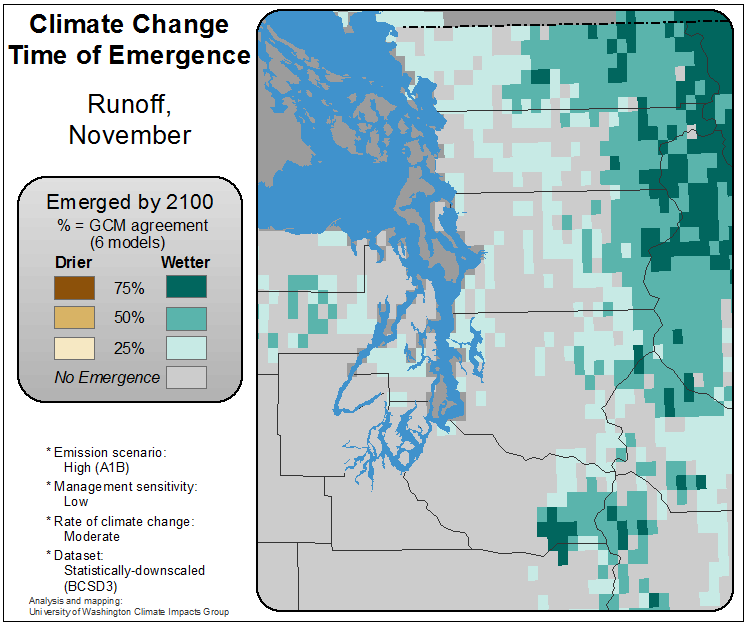 Climate Change
Time of Emergence
Runoff,
November
Emerged by 2100
% = GCM agreement
(6 models)
Drier Wetter
75%
50%
25%
No Emergence
* Emission scenario:
High (A1B)
* Management sensitivity:
Low
* Rate of climate change:
Moderate
* Dataset:
Statistically-downscaled
(BCSD3)
Analysis and mapping:
University of Washington Climate Impacts Group